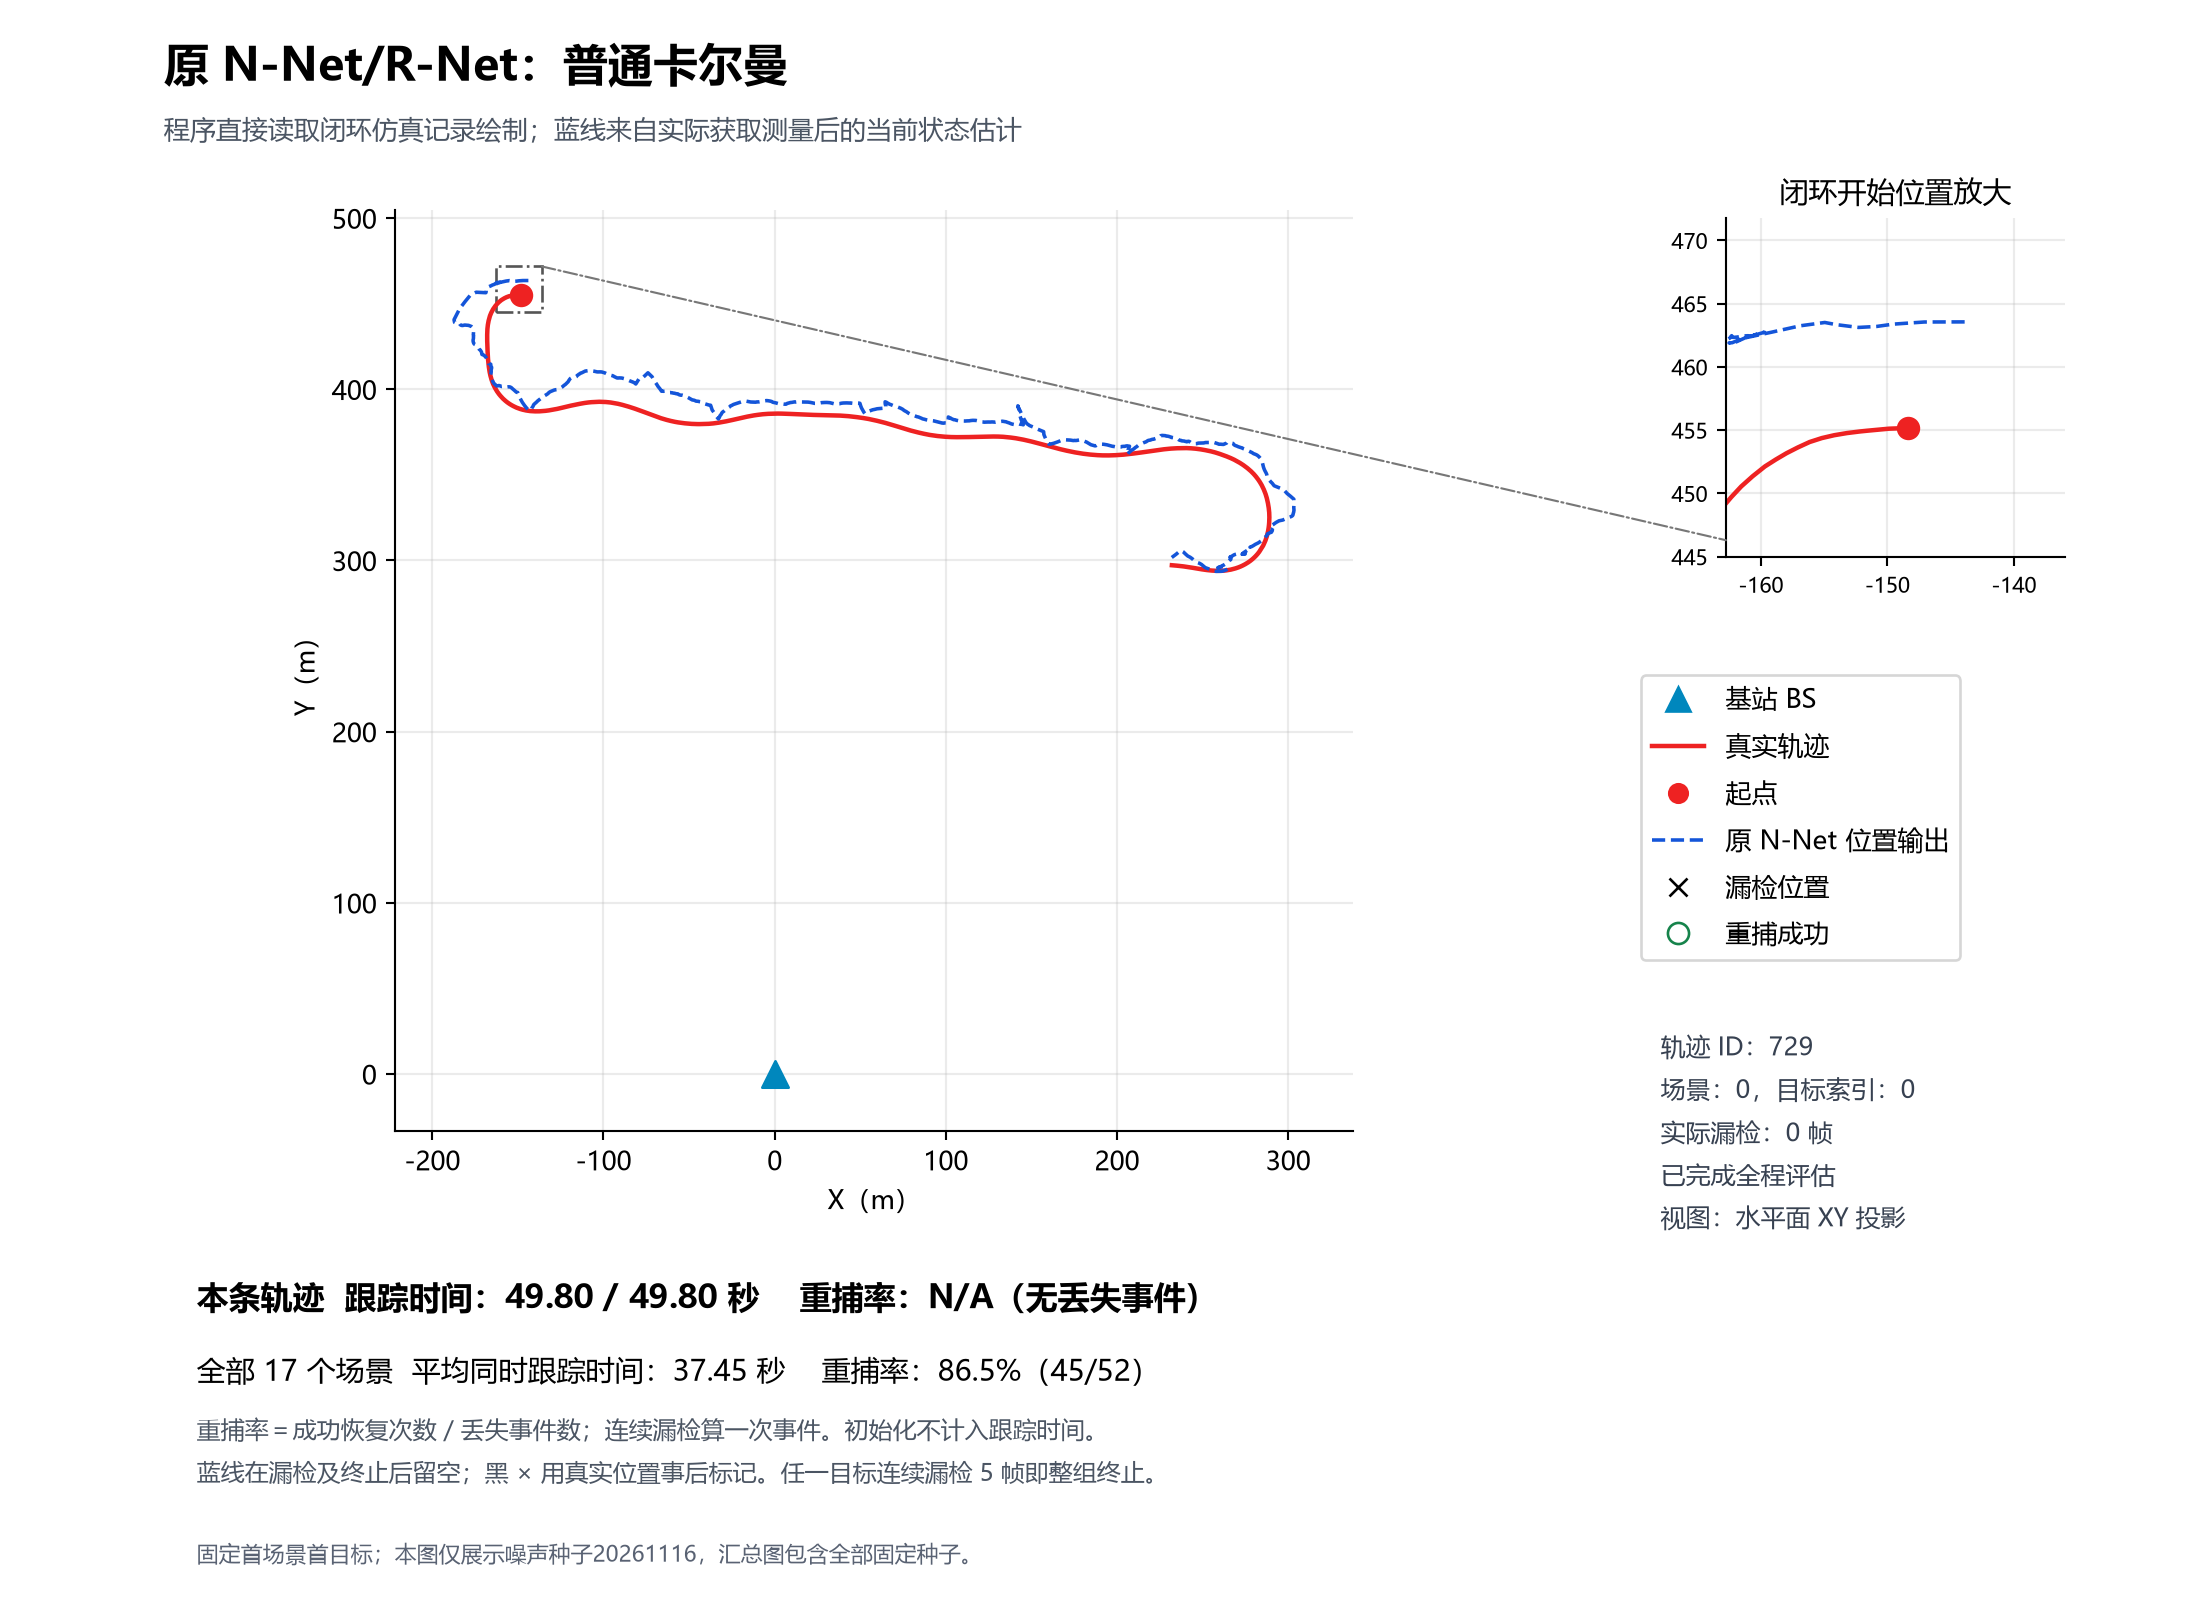 原 N-Net/R-Net：普通卡尔曼
程序直接读取闭环仿真记录绘制；蓝线来自实际获取测量后的当前状态估计
闭环开始位置放大
500
400
300
200
100
0
Y（m）
-200
-100
0
100
200
300
X（m）
470
465
460
455
450
445
-160
-150
-140
基站 BS
真实轨迹
起点
原 N-Net 位置输出
漏检位置
重捕成功
轨迹 ID：729
场景：0，目标索引：0
实际漏检：0 帧
已完成全程评估
视图：水平面 XY 投影
本条轨迹 跟踪时间：49.80 / 49.80 秒 重捕率：N/A（无丢失事件）
全部 17 个场景 平均同时跟踪时间：37.45 秒 重捕率：86.5%（45/52）
重捕率 = 成功恢复次数 / 丢失事件数；连续漏检算一次事件。初始化不计入跟踪时间。
蓝线在漏检及终止后留空；黑 × 用真实位置事后标记。任一目标连续漏检 5 帧即整组终止。
固定首场景首目标；本图仅展示噪声种子20261116，汇总图包含全部固定种子。